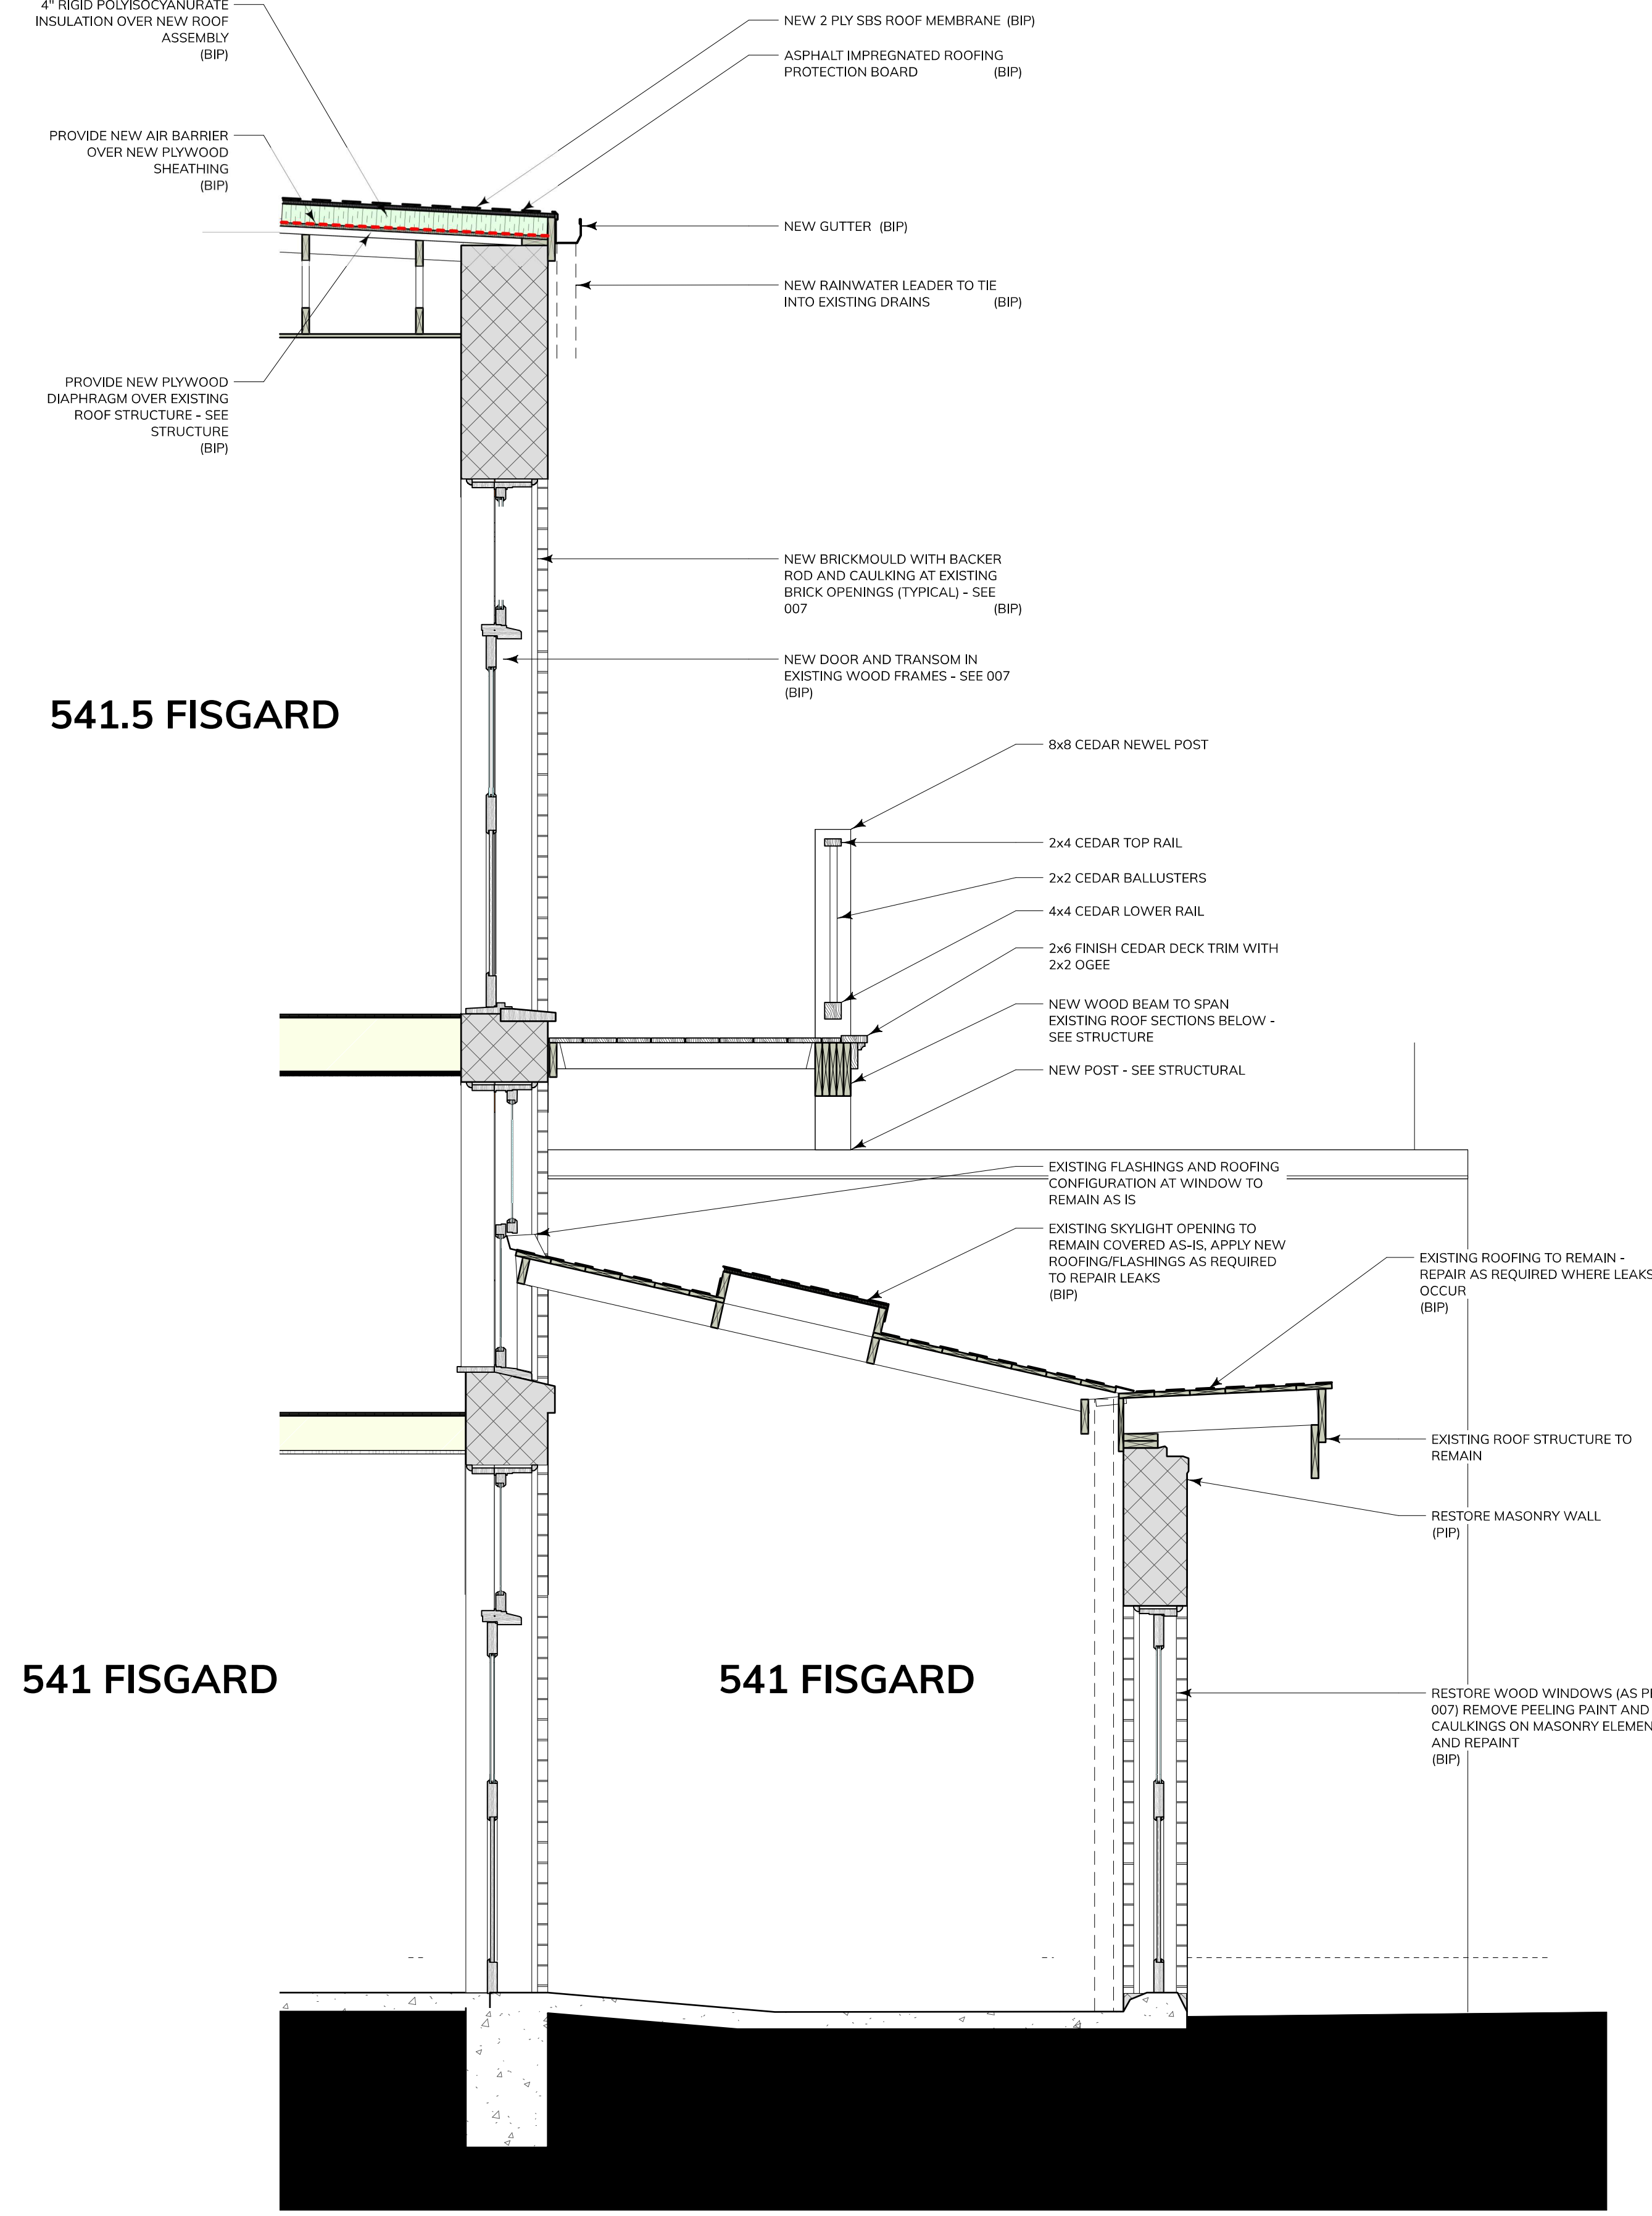 4" RIGID POLYISOCYANURATE
INSULATION OVER NEW ROOF
ASSEMBLY
(BIP)
NEW 2 PLY SBS ROOF MEMBRANE (BIP)
ASPHALT IMPREGNATED ROOFING
PROTECTION BOARD (BIP)
PROVIDE NEW AIR BARRIER
OVER NEW PLYWOOD
SHEATHING
(BIP)
NEW GUTTER (BIP)
NEW RAINWATER LEADER TO TIE
INTO EXISTING DRAINS (BIP)
PROVIDE NEW PLYWOOD
DIAPHRAGM OVER EXISTING
ROOF STRUCTURE - SEE
STRUCTURE
(BIP)
NEW BRICKMOULD WITH BACKER
ROD AND CAULKING AT EXISTING
BRICK OPENINGS (TYPICAL) - SEE
007 (BIP)
NEW DOOR AND TRANSOM IN
EXISTING WOOD FRAMES - SEE 007
(BIP)
541.5 FISGARD
8x8 CEDAR NEWEL POST
2x4 CEDAR TOP RAIL
2x2 CEDAR BALLUSTERS
4x4 CEDAR LOWER RAIL
2x6 FINISH CEDAR DECK TRIM WITH
2x2 OGEE
NEW WOOD BEAM TO SPAN
EXISTING ROOF SECTIONS BELOW -
SEE STRUCTURE
NEW POST - SEE STRUCTURAL
EXISTING FLASHINGS AND ROOFING
CONFIGURATION AT WINDOW TO
REMAIN AS IS
EXISTING SKYLIGHT OPENING TO
REMAIN COVERED AS-IS, APPLY NEW
ROOFING/FLASHINGS AS REQUIRED
TO REPAIR LEAKS
(BIP)
EXISTING ROOFING TO REMAIN -
REPAIR AS REQUIRED WHERE LEAKS
OCCUR
(BIP)
EXISTING ROOF STRUCTURE TO
REMAIN
RESTORE MASONRY WALL
(PIP)
541 FISGARD
541 FISGARD
RESTORE WOOD WINDOWS (AS
007) REMOVE PEELING PAINT AND
CAULKINGS ON MASONRY
AND REPAINT
(BIP)